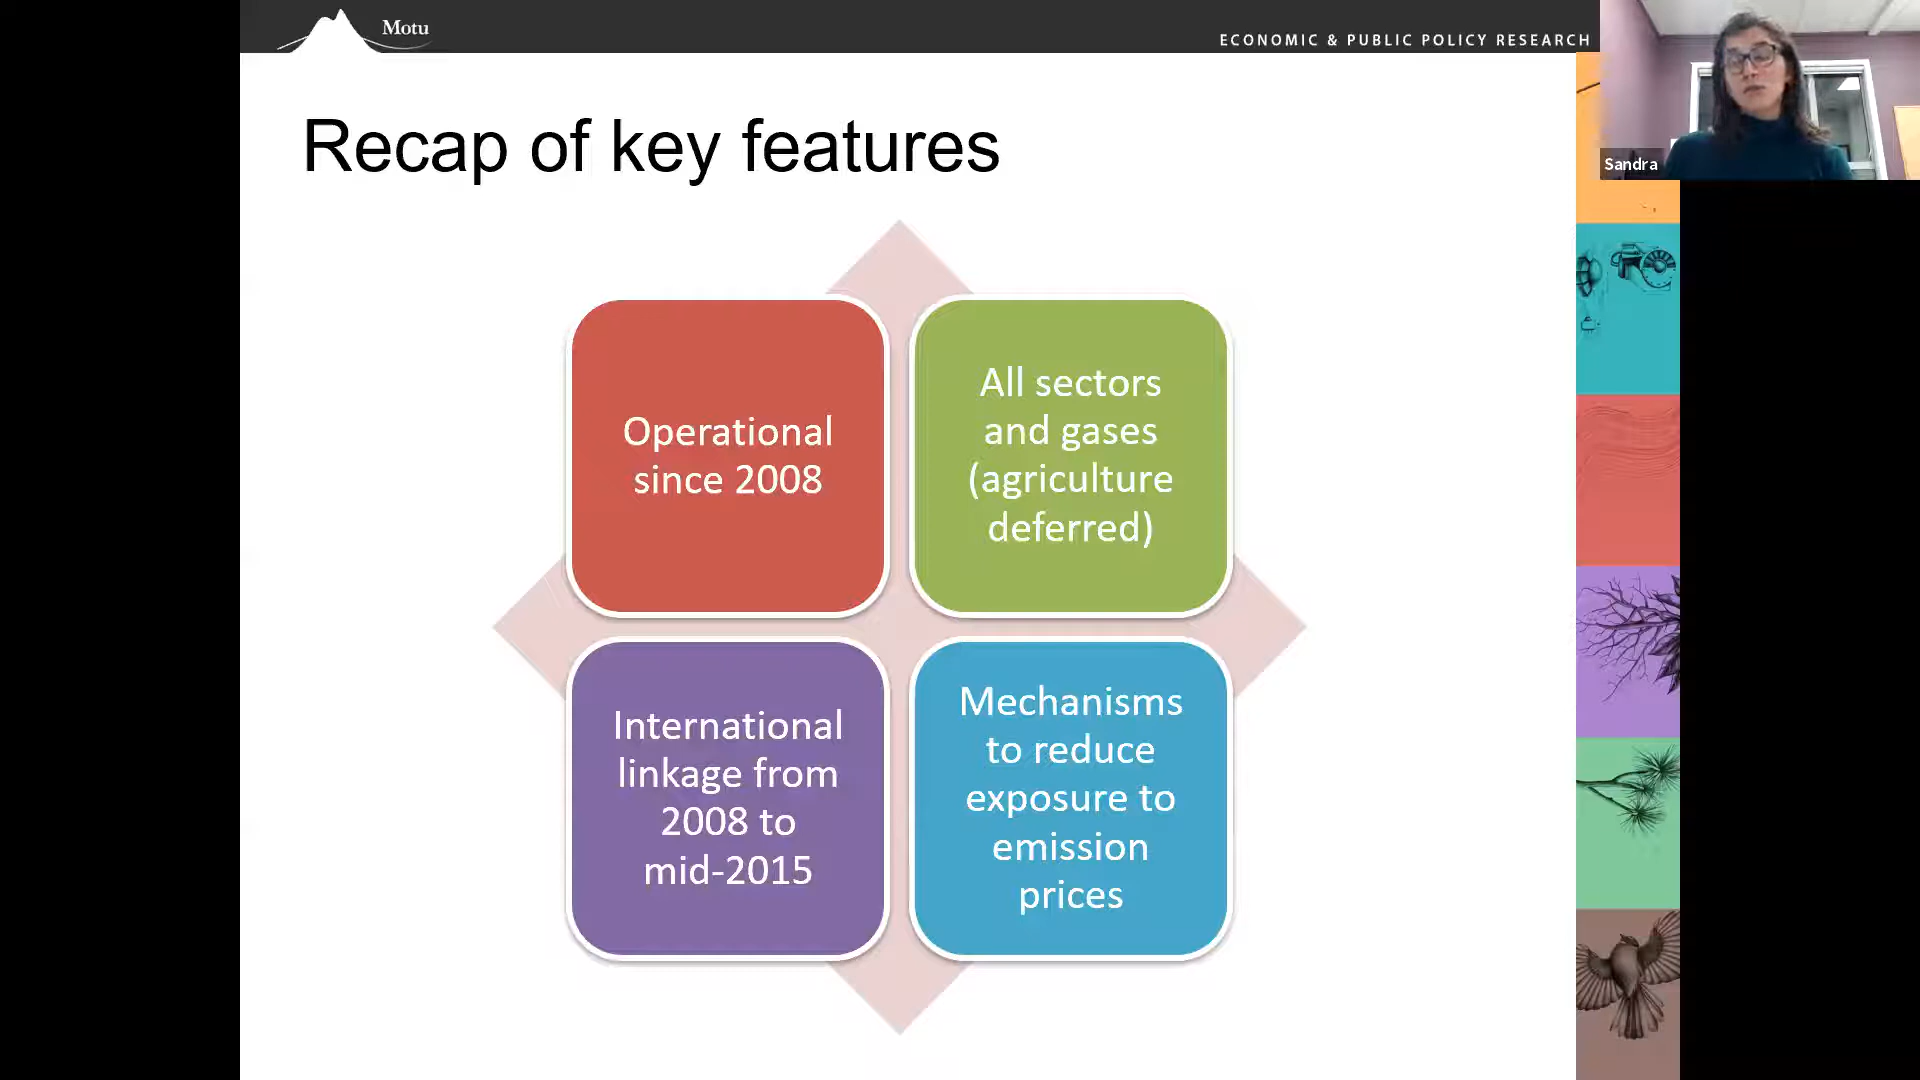 Motu
ECONOMIC & PUBLIC POLICY RESEARCH
Sandra
Recap of key features
Operational
since 2008
All sectors
and gases
(agriculture
deferred)
International
linkage from
2008 to
mid-2015
Mechanisms
to reduce
exposure to
emission
prices